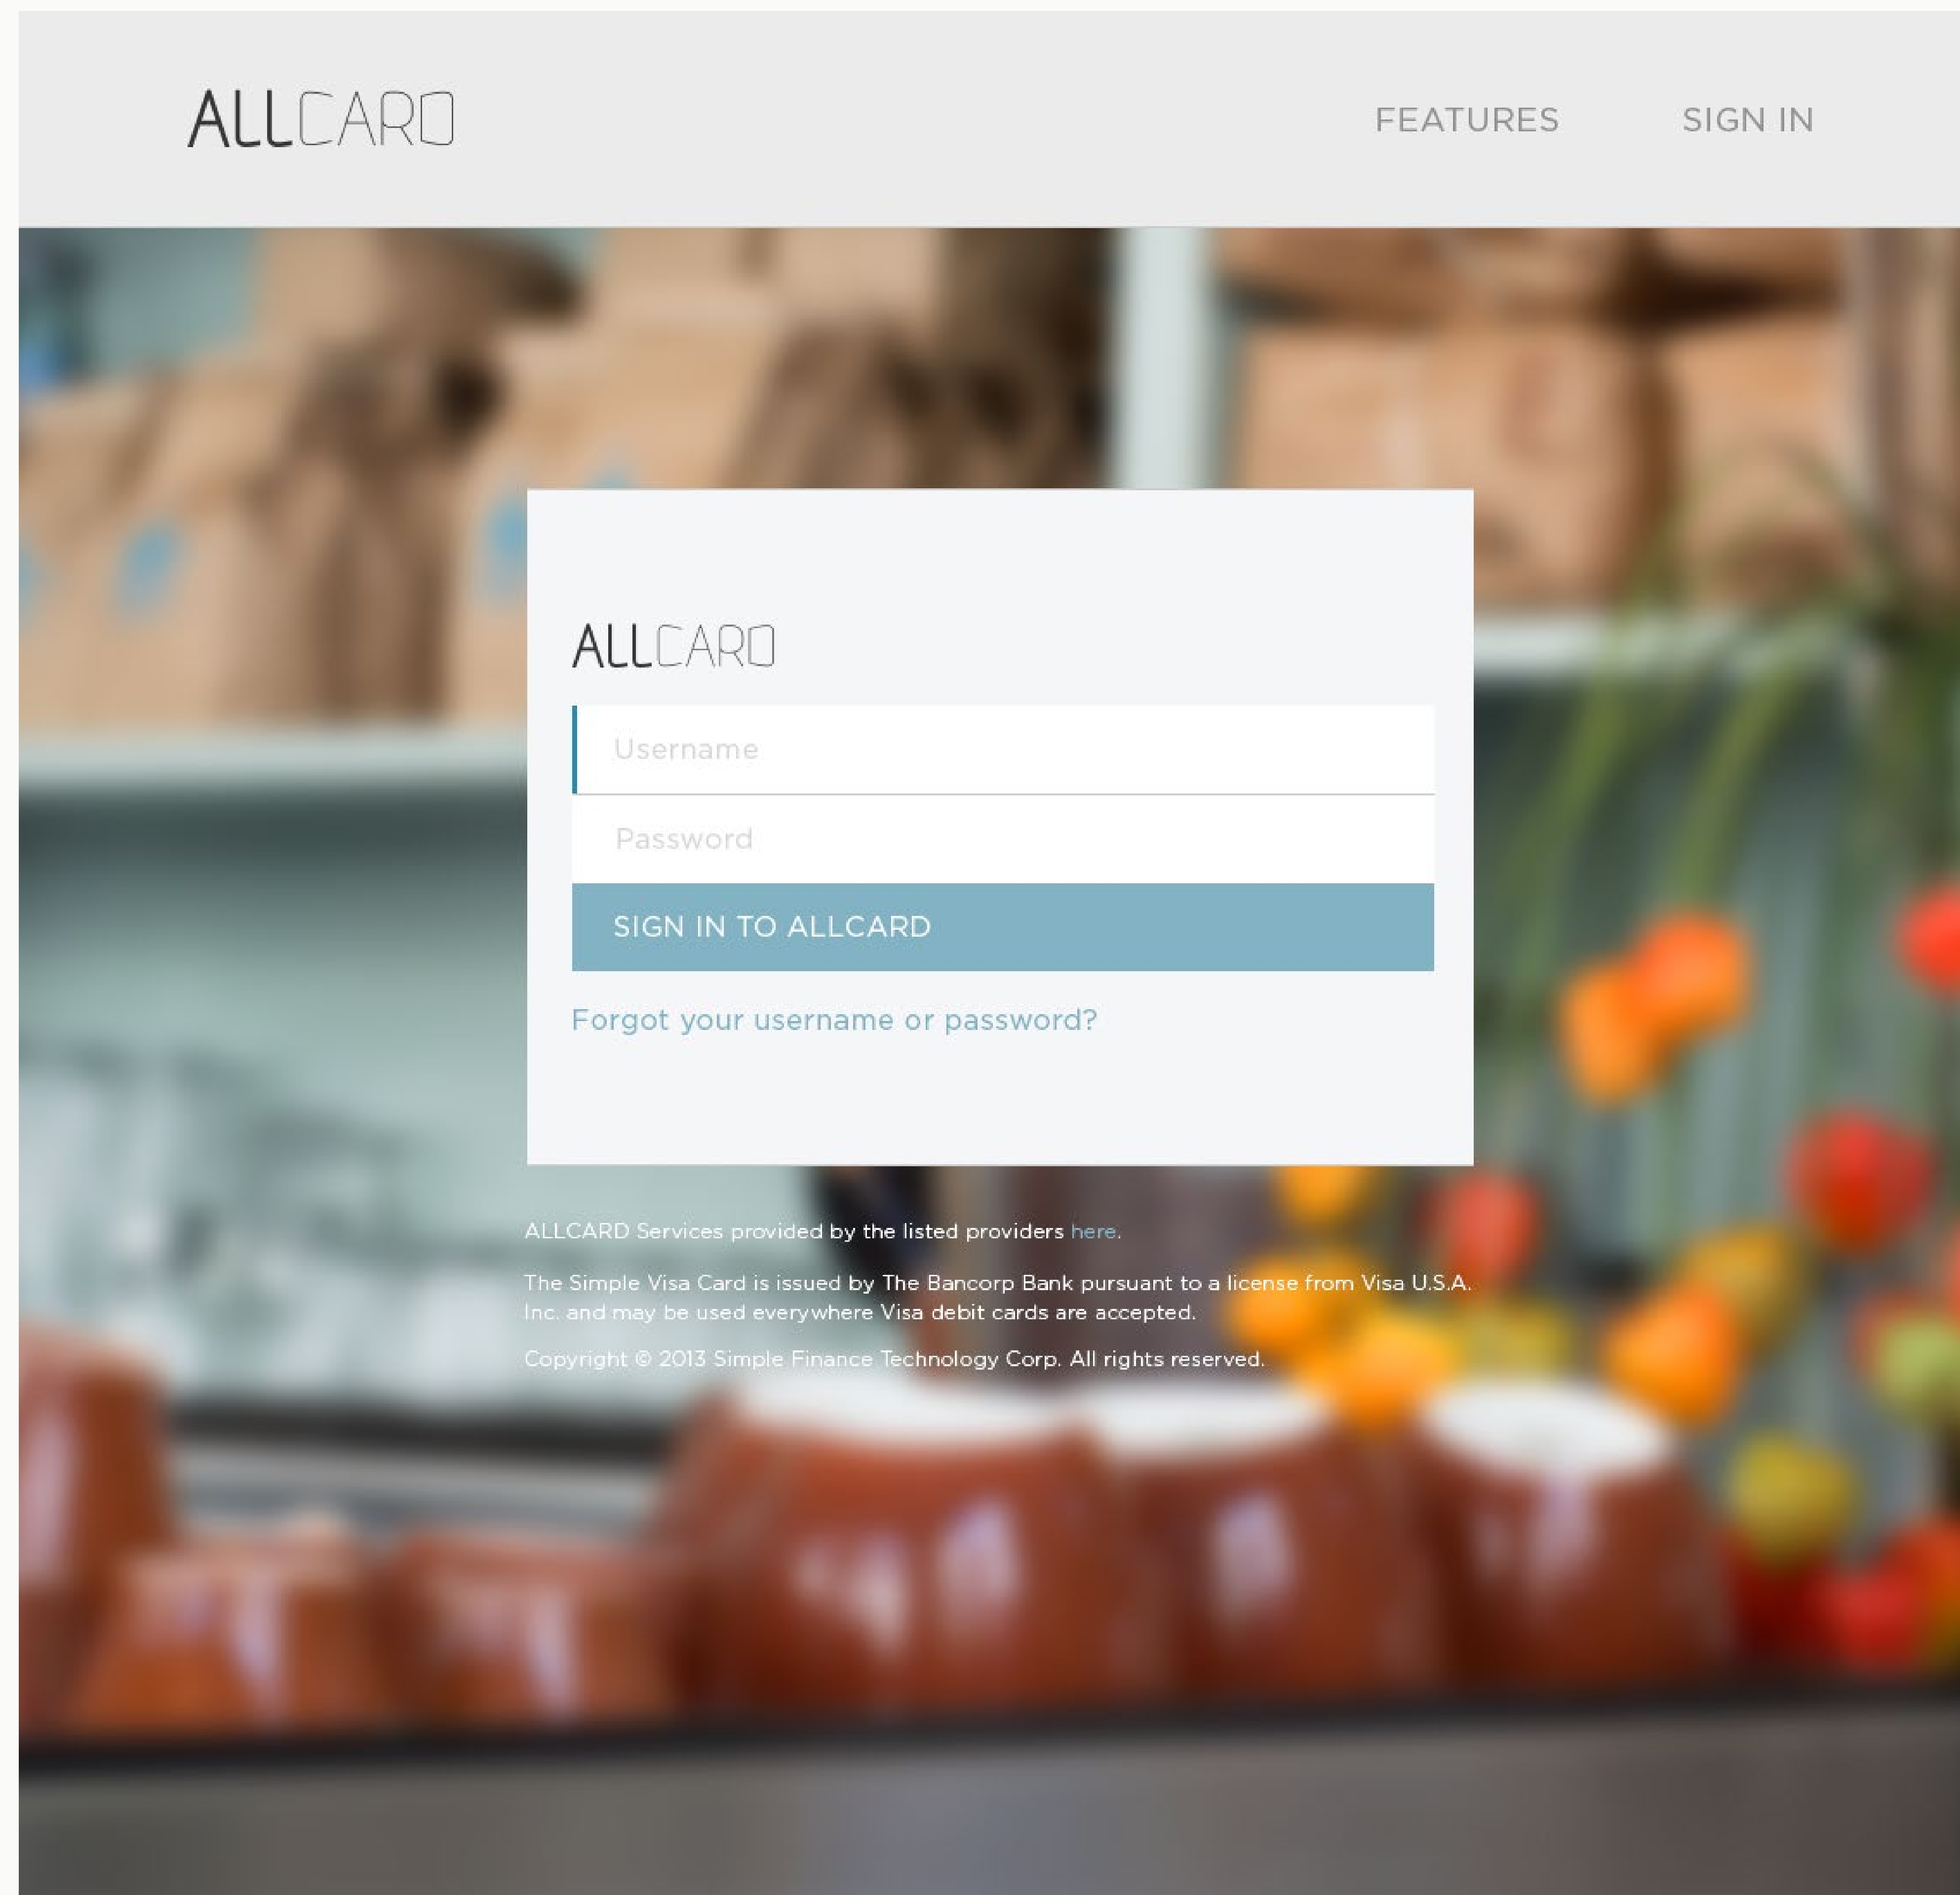 ALLCARD
FEATURES
SIGN IN
ALLCARD
Username
Password
SIGN IN TO ALLCARD
Forgot your username or password?
ALLCARD Services provided by the listed providers here.
The Simple Visa Card is issued by The Bancorp Bank pursuant to a license from Visa U.S.A.
Inc. and may be used everywhere Visa debit cards are accepted.
Copyright © 2013 Simple Finance Technology Corp. All rights reserved.